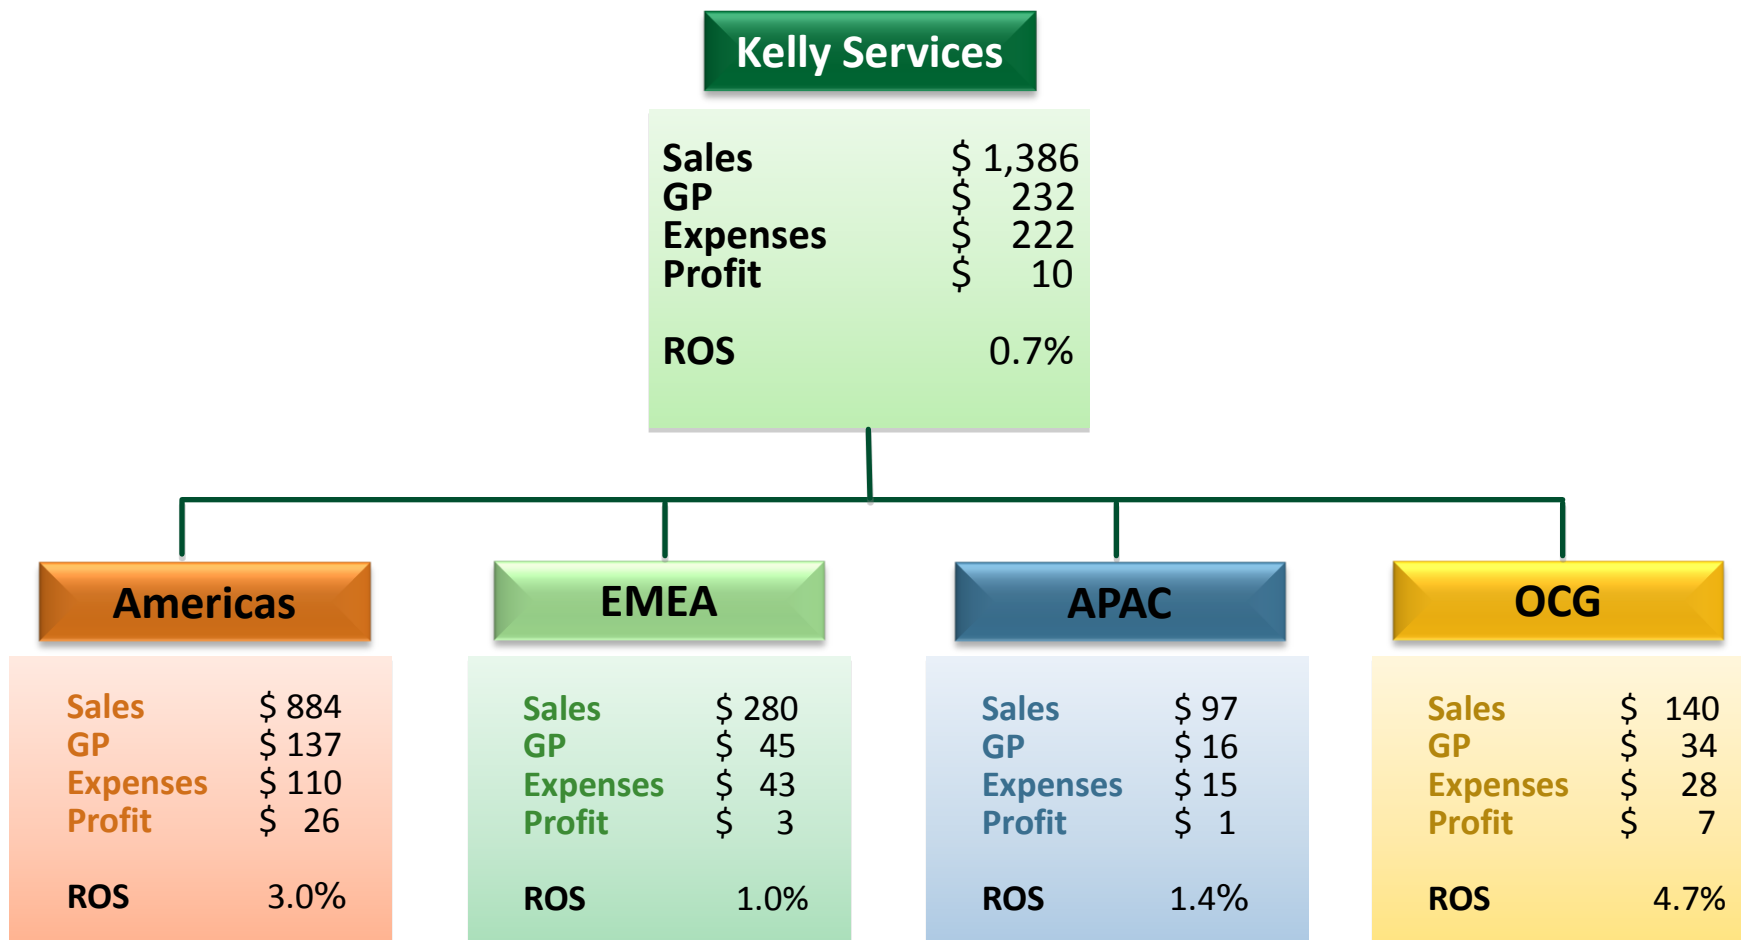 Kelly Services
Sales $ 1,386
GP $ 232
Expenses $ 222
Profit $ 10
ROS 0.7%
Americas
Sales $ 884
GP $ 137
Expenses $ 110
Profit $ 26
ROS 3.0%
EMEA
Sales $ 280
GP $ 45
Expenses $ 43
Profit $ 3
ROS 1.0%
APAC
Sales $ 97
GP $ 16
Expenses $ 15
Profit $ 1
ROS 1.4%
OCG
Sales $ 140
GP $ 34
Expenses $ 28
Profit $ 7
ROS 4.7%